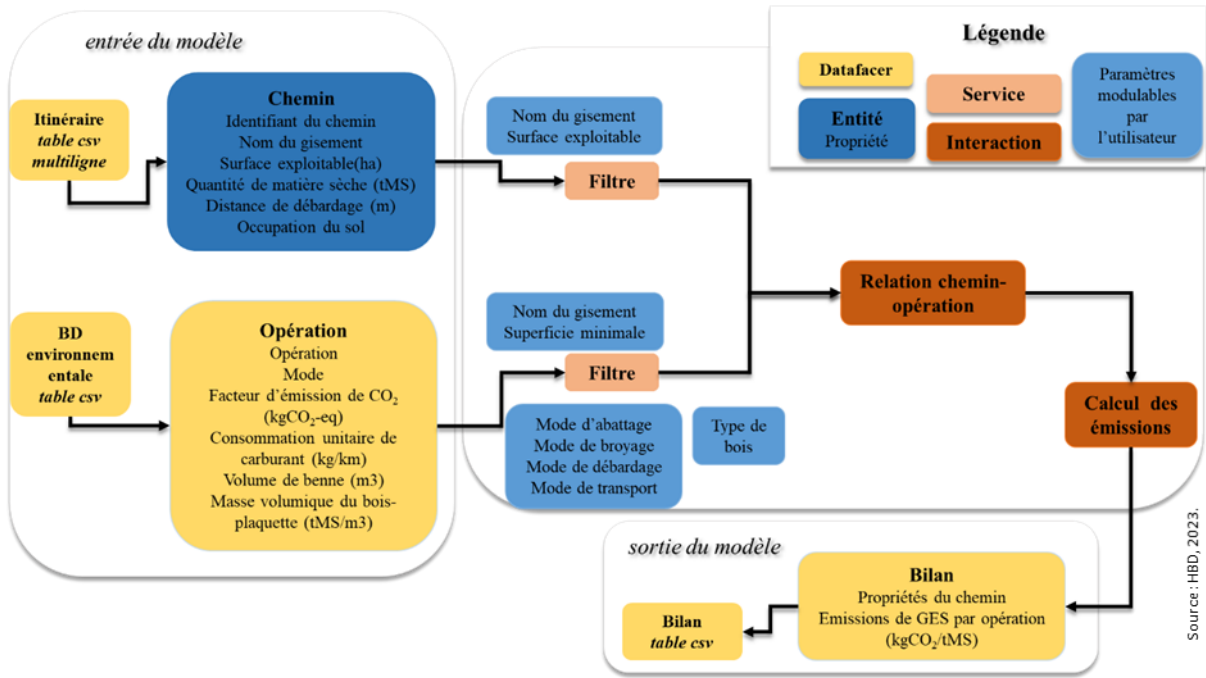 entrée du modèle
Itinéraire
table csv
multiligne
Chemin
Identifiant du chemin
Nom du gisement
Surface exploitable(ha)
Quantité de matière sèche (tMS)
Distance de débardage (m)
Occupation du sol
BD
environnem
entale
table csv
Opération
Opération
Mode
Facteur d’émission de CO₂
(kgCO₂-eq)
Consommation unitaire de
carburant (kg/km)
Volume de benne (m3)
Masse volumique du bois-
plaquette (tMS/m3)
Nom du gisement
Surface exploitable
Filtre
Nom du gisement
Superficie minimale
Filtre
Mode d’abattage
Mode de broyage
Mode de débardage
Mode de transport
Type de
bois
Légende
Datafacer
Entité
Propriété
Service
Interaction
Paramètres
modulables
par
l’utilisateur
Relation chemin-
opération
Calcul des
émissions
sortie du modèle
Bilan
Propriétés du chemin
Emissions de GES par opération
(kgCO₂/tMS)
Bilan
table csv
Source : HBD, 2023.